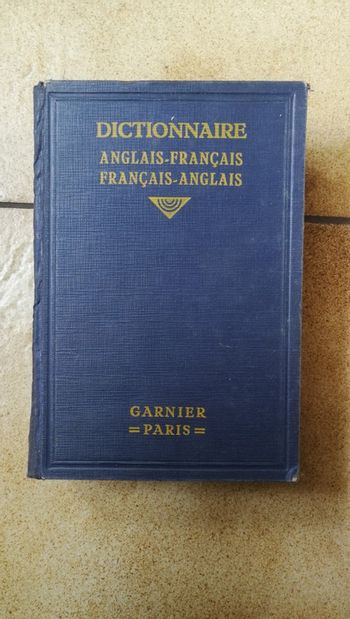 DICTIONNAIRE
ANGLAIS-FRANÇAIS
FRANÇAIS-ANGLAIS
GARNIER
=PARIS=